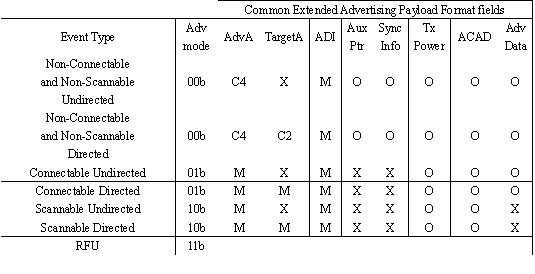 Common Extended Advertising Payload Format fields
Event Type Adv mode AdvA TargetA ADI Aux Ptr Sync Info Tx Power ACAD Adv Data
Non-Connectable
and Non-Scannable 00b C4 X M O O O O O
Undirected
Non-Connectable
and Non-Scannable 00b C4 C2 M O O O O O
Directed
Connectable Undirected 01b M X M X X O O O
Connectable Directed 01b M M M X X O O O
Scannable Undirected 10b M X M X X O O X
Scannable Directed 10b M M M X X O O X
RFU 11b